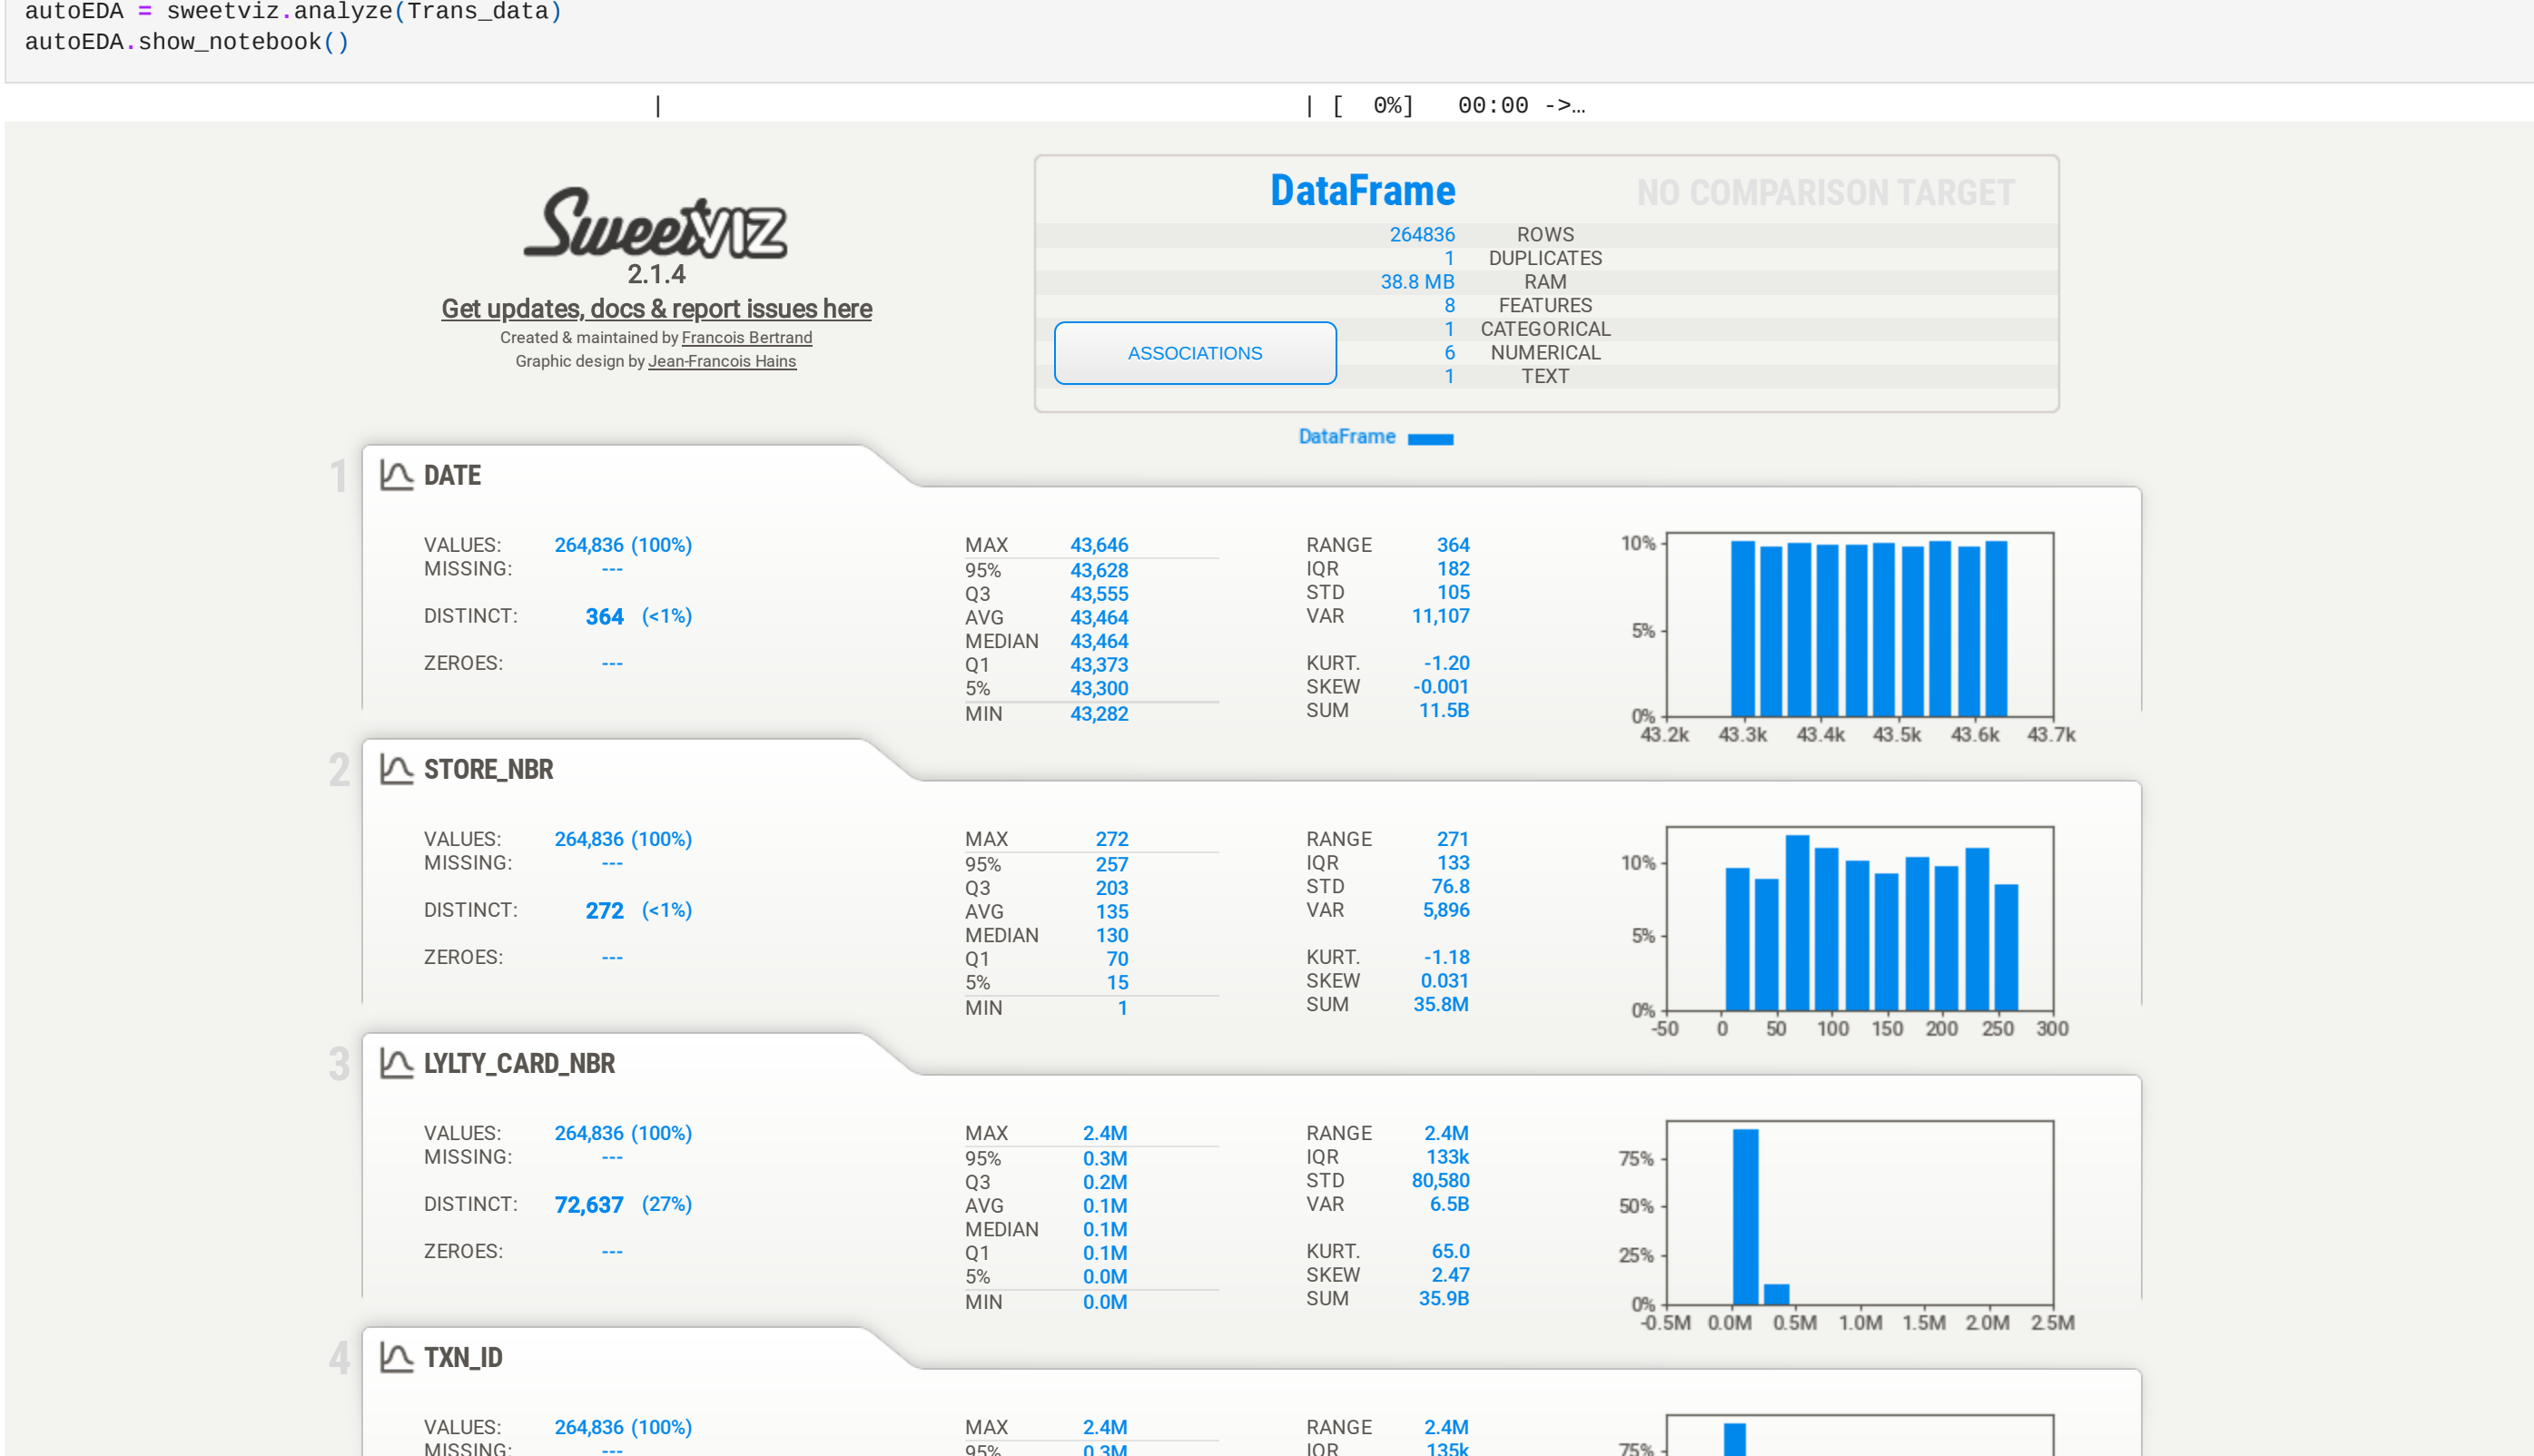 autoEDA = sweetviz.analyze(Trans_data)
autoEDA.show_notebook()
| | [ 0%] 00:00 ->…
SweetVIZ
2.1.4
Get updates, docs & report issues here
Created & maintained by Francois Bertrand
Graphic design by Jean-Francois Hains
DataFrame NO COMPARISON TARGET
264836 ROWS
1 DUPLICATES
38.8 MB RAM
8 FEATURES
1 CATEGORICAL
6 NUMERICAL
1 TEXT
ASSOCIATIONS
DataFrame
1 DATE
VALUES: 264,836 (100%)
MISSING: ---
DISTINCT: 364 (<1%)
ZEROES: ---
MAX 43,646
95% 43,628
Q3 43,555
AVG 43,464
MEDIAN 43,464
Q1 43,373
5% 43,300
MIN 43,282
RANGE 364
IQR 182
STD 105
VAR 11,107
KURT. -1.20
SKEW -0.001
SUM 11.5B
10%
5%
0%
43.2k 43.3k 43.4k 43.5k 43.6k 43.7k
2 STORE_NBR
VALUES: 264,836 (100%)
MISSING: ---
DISTINCT: 272 (<1%)
ZEROES: ---
MAX 272
95% 257
Q3 203
AVG 135
MEDIAN 130
Q1 70
5% 15
MIN 1
RANGE 271
IQR 133
STD 76.8
VAR 5,896
KURT. -1.18
SKEW 0.031
SUM 35.8M
10%
5%
0%
-50 0 50 100 150 200 250 300
3 LYLTY_CARD_NBR
VALUES: 264,836 (100%)
MISSING: ---
DISTINCT: 72,637 (27%)
ZEROES: ---
MAX 2.4M
95% 0.3M
Q3 0.2M
AVG 0.1M
MEDIAN 0.1M
Q1 0.1M
5% 0.0M
MIN 0.0M
RANGE 2.4M
IQR 133k
STD 80,580
VAR 6.5B
KURT. 65.0
SKEW 2.47
SUM 35.9B
75%
50%
25%
0%
-0.5M 0.0M 0.5M 1.0M 1.5M 2.0M 2.5M
4 TXN_ID
VALUES: 264,836 (100%)
MISSING: ---
MAX 2.4M
95% 0.3M
RANGE 2.4M
IQR 135k
75%